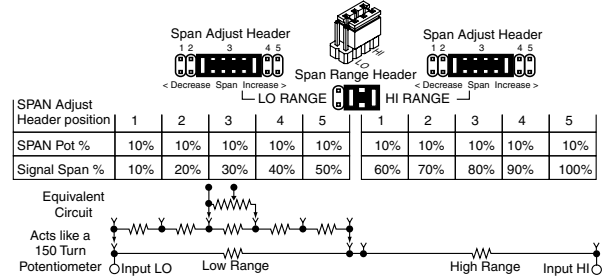 Span Adjust Header
1 2 3 4 5
< Decrease Span Increase >
LO HI
Span Range Header
Span Adjust Header
1 2 3 4 5
< Decrease Span Increase >
LO RANGE HI RANGE
SPAN Adjust
Header position 1 2 3 4 5 1 2 3 4 5
SPAN Pot % 10% 10% 10% 10% 10% 10% 10% 10% 10% 10%
Signal Span % 10% 20% 30% 40% 50% 60% 70% 80% 90% 100%
Equivalent
Circuit
Acts like a
150 Turn
Potentiometer
Input LO Low Range High Range Input HI